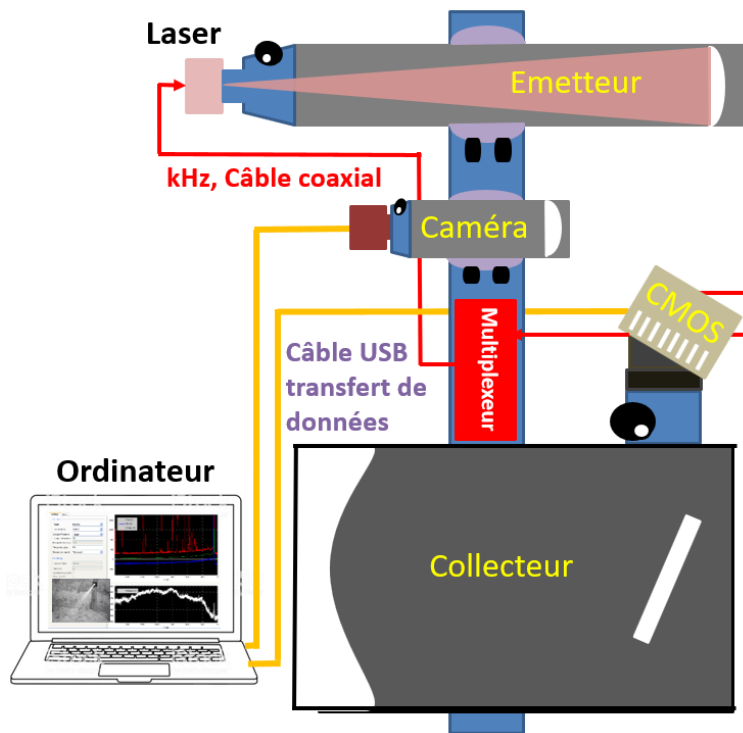 Laser
Emetteur
kHz, Câble coaxial
Caméra
CMOS
Multiplexeur
Câble USB
transfert de
données
Ordinateur
Collecteur